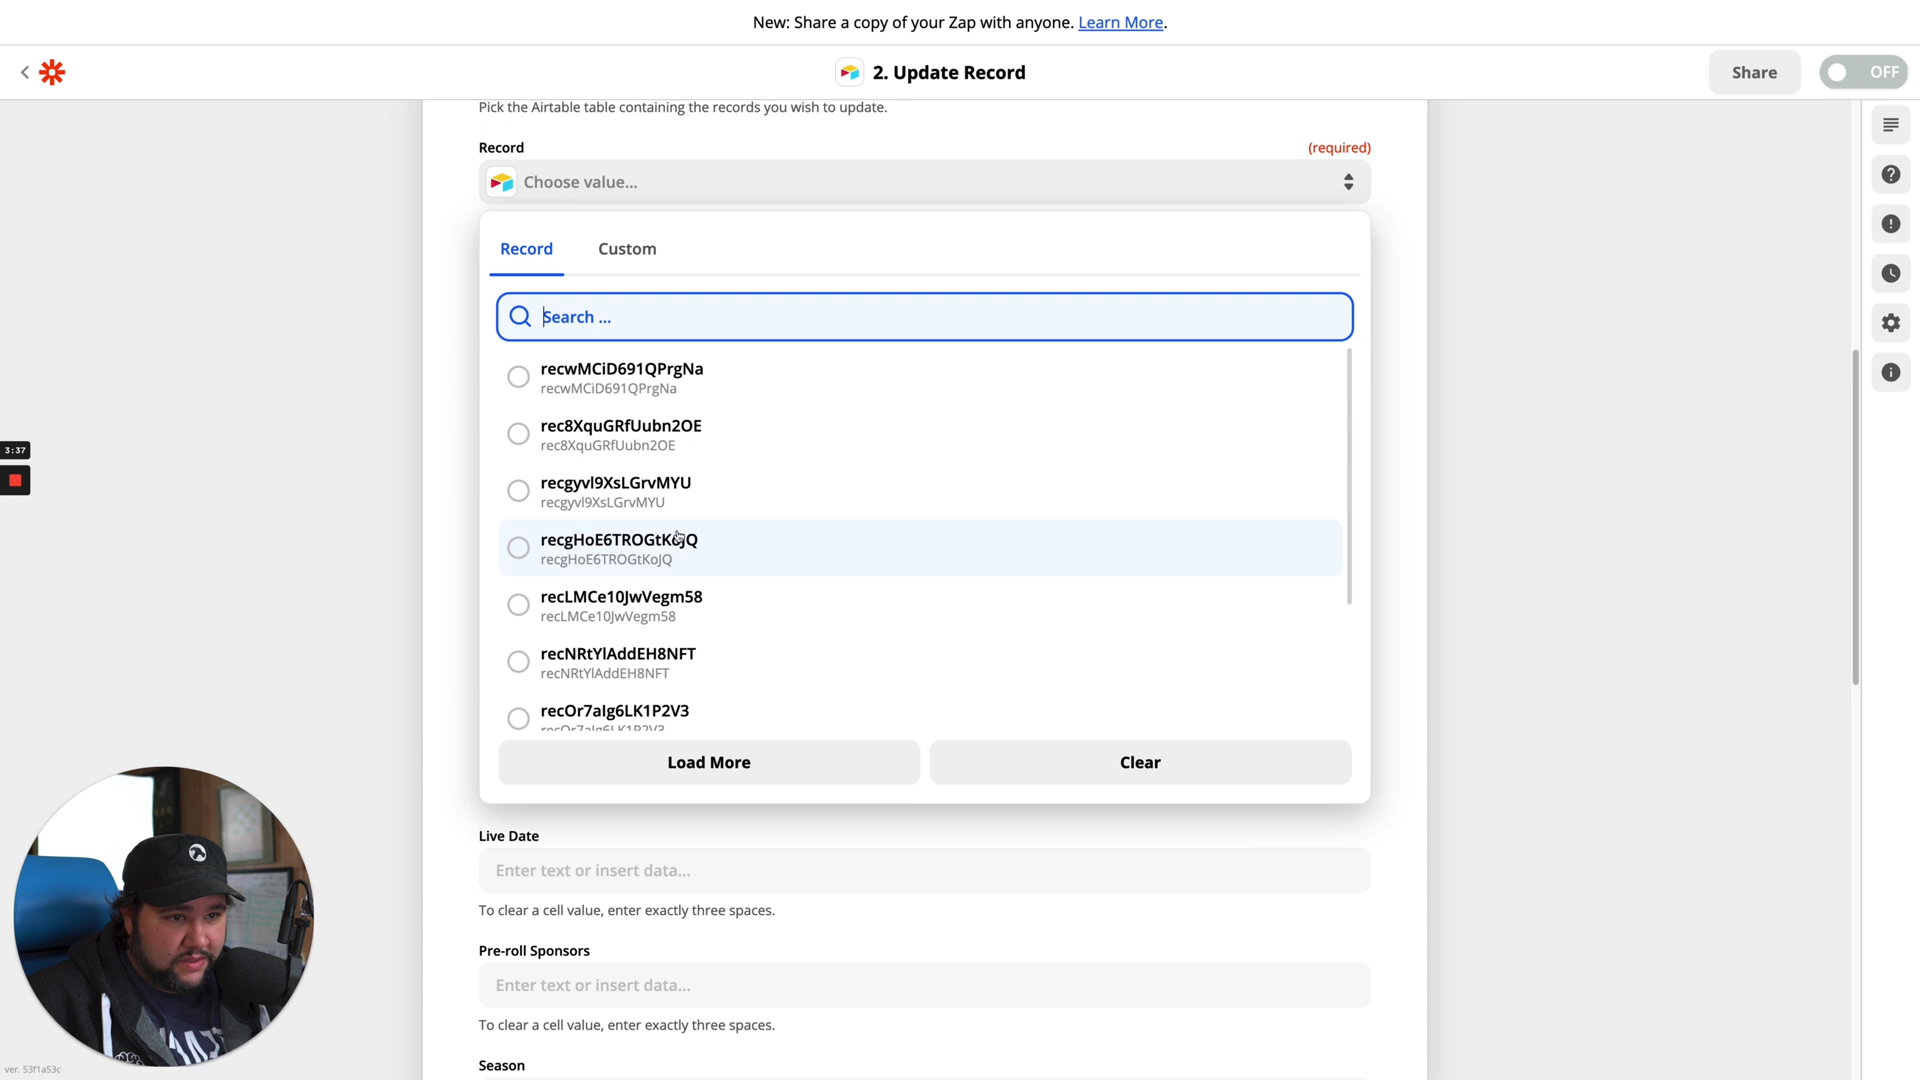 New: Share a copy of your Zap with anyone. Learn More.
2. Update Record
Share
OFF
Pick the Airtable table containing the records you wish to update.
Record
(required)
Choose value...
Record
Custom
Search ...
recwMCiD691QPrgNa
recwMCiD691QPrgNa
rec8XquGRfUubn2OE
rec8XquGRfUubn2OE
recgyvl9XsLGrvMYU
recgyvl9XsLGrvMYU
3:37
recgHoE6TROGtKoJQ
recgHoE6TROGtKoJQ
recLMCe10JwVegm58
recLMCe10JwVegm58
recNRtYlAddEH8NFT
recNRtYlAddEH8NFT
recOr7aIg6LK1P2V3
recOr7aIg6LK1P2V3
Load More
Clear
Live Date
Enter text or insert data...
To clear a cell value, enter exactly three spaces.
Pre-roll Sponsors
Enter text or insert data...
To clear a cell value, enter exactly three spaces.
Season
ver. 53f1a53c